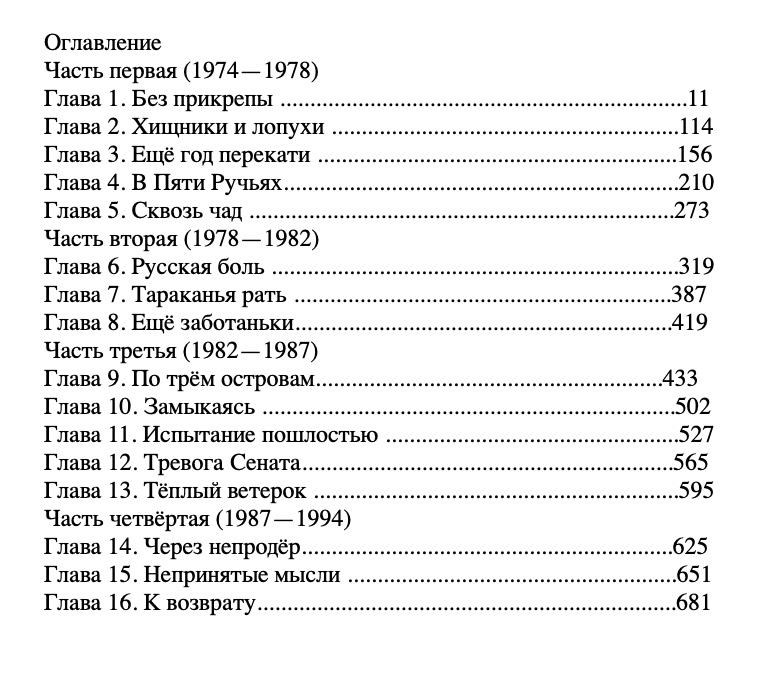 Оглавление
Часть первая (1974—1978)
Глава 1. Без прикрепы ....................................................................11
Глава 2. Хищники и лопухи ..........................................................114
Глава 3. Ещё год перекати ............................................................156
Глава 4. В Пяти Ручьях..................................................................210
Глава 5. Сквозь чад .......................................................................273
Часть вторая (1978—1982)
Глава 6. Русская боль ....................................................................319
Глава 7. Тараканья рать ...............................................................387
Глава 8. Ещё заботаньки...............................................................419
Часть третья (1982—1987)
Глава 9. По трём островам..........................................................433
Глава 10. Замыкаясь .....................................................................502
Глава 11. Испытание пошлостью .................................................527
Глава 12. Тревога Сената..............................................................565
Глава 13. Тёплый ветерок .............................................................595
Часть четвёртая (1987—1994)
Глава 14. Через непродёр..............................................................625
Глава 15. Непринятые мысли .......................................................651
Глава 16. К возврату......................................................................681